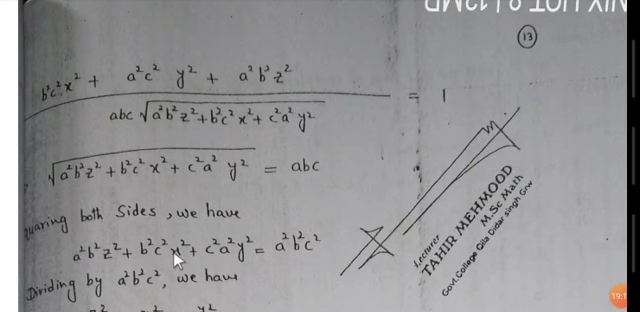 13
b²c²x² + a²c² y² + a²b²z²
abc √a²b²z²+b²c²x²+c²a²y² = 1
√a²b²z²+b²c²x²+c²a²y² = abc
quaring both Sides, we have
a²b²z²+b²c²x²+c²a²y² = a²b²c²
Dividing by a²b²c², we have
y²
Lecturer
TAHIR MEHMOOD
M.Sc Math
Govt. College Qila Didar singh Grw